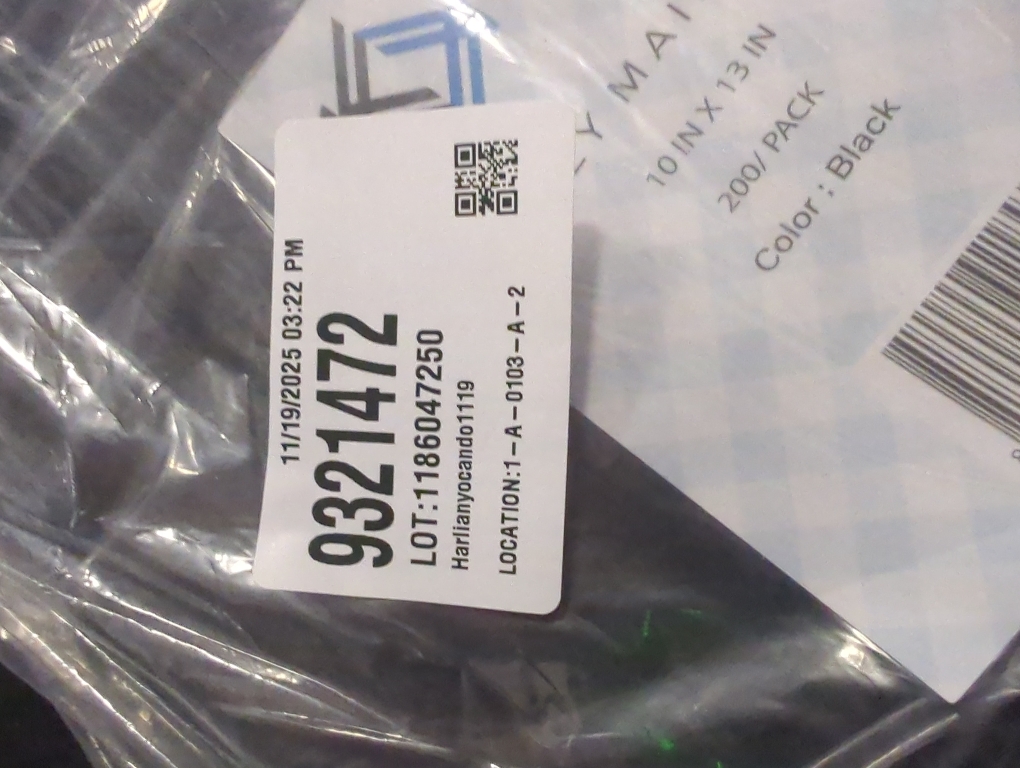 11/19/2025 03:22 PM
9321472
LOT:1186047250
Harlianyocando1119
LOCATION:1-A-0103-A-2
10 IN X 13 IN
200/ PACK
Color : Black